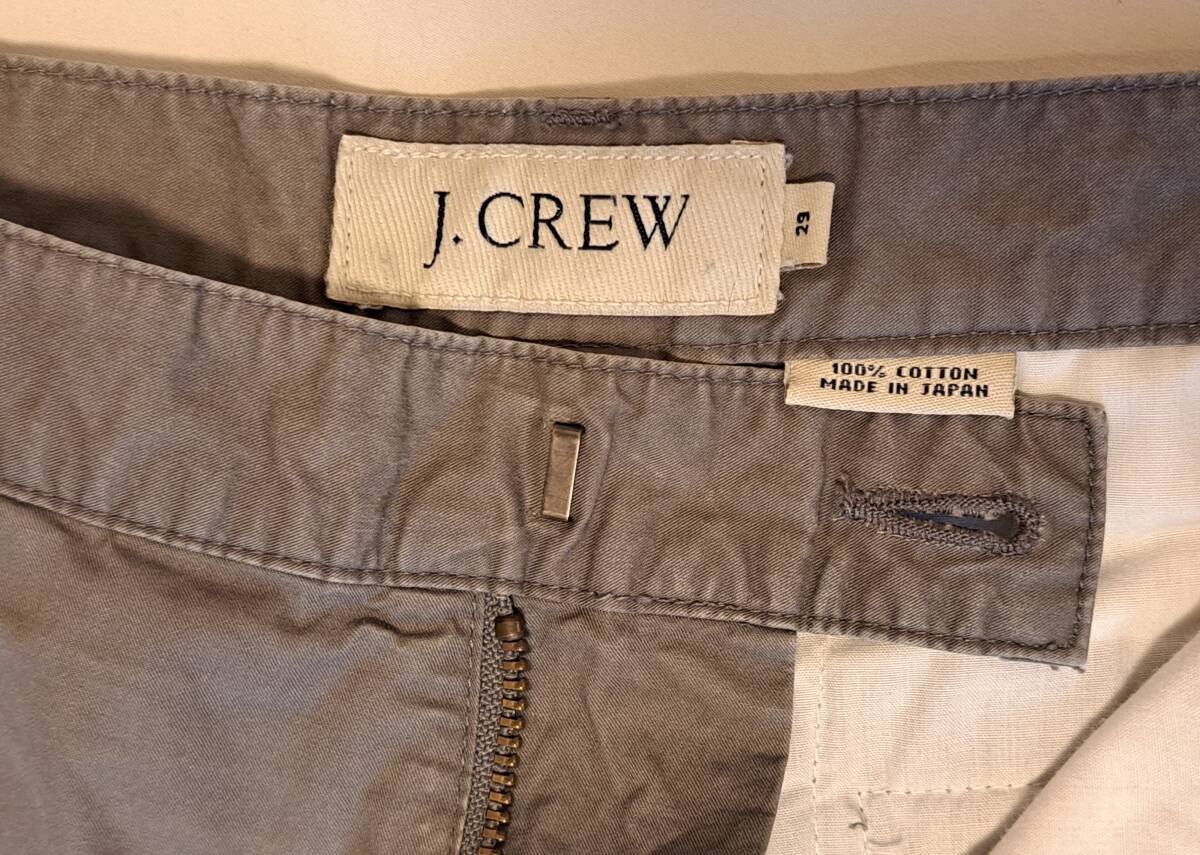 J. CREW
29
100% COTTON
MADE IN JAPAN